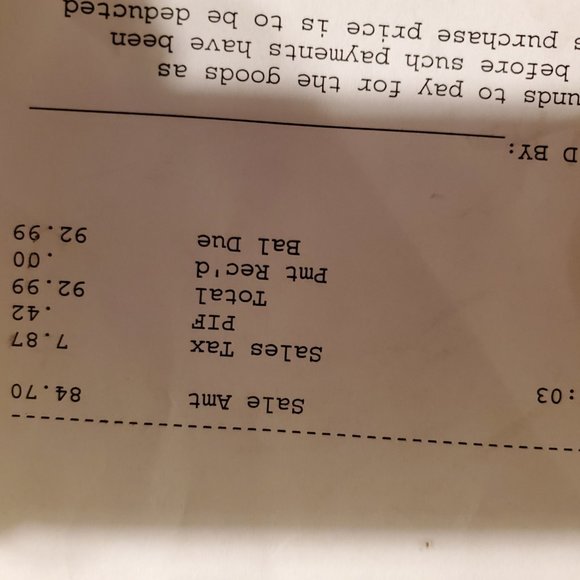 :03 Sale Amt 84.70
Sales Tax 7.87
PIF .42
Total 92.99
Pmt Rec'd .00
Bal Due 92.99
D BY:
unds to pay for the goods as
before such payments have been
s purchase price is to be deducted